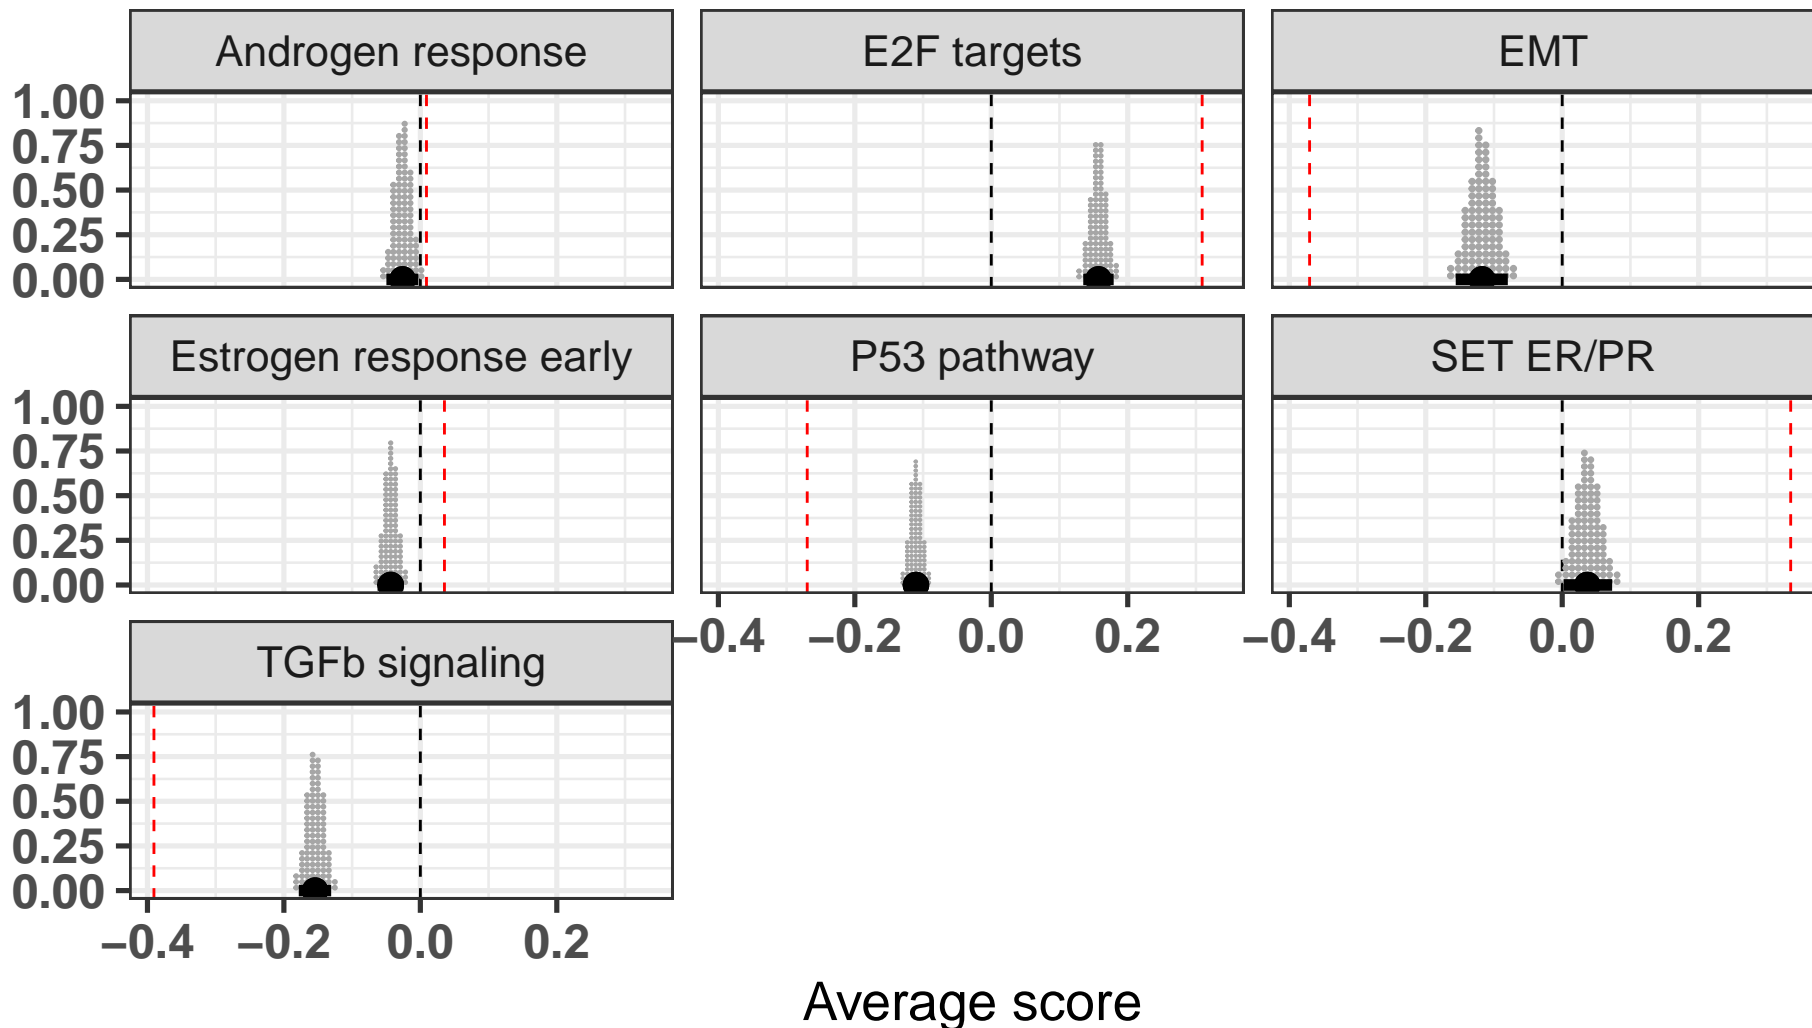 Androgen response
E2F targets
EMT
1.00
0.75
0.50
0.25
0.00
Estrogen response early
P53 pathway
SET ER/PR
1.00
0.75
0.50
0.25
0.00
−0.4 −0.2 0.0 0.2
−0.4 −0.2 0.0 0.2
TGFb signaling
1.00
0.75
0.50
0.25
0.00
−0.4 −0.2 0.0 0.2
Average score